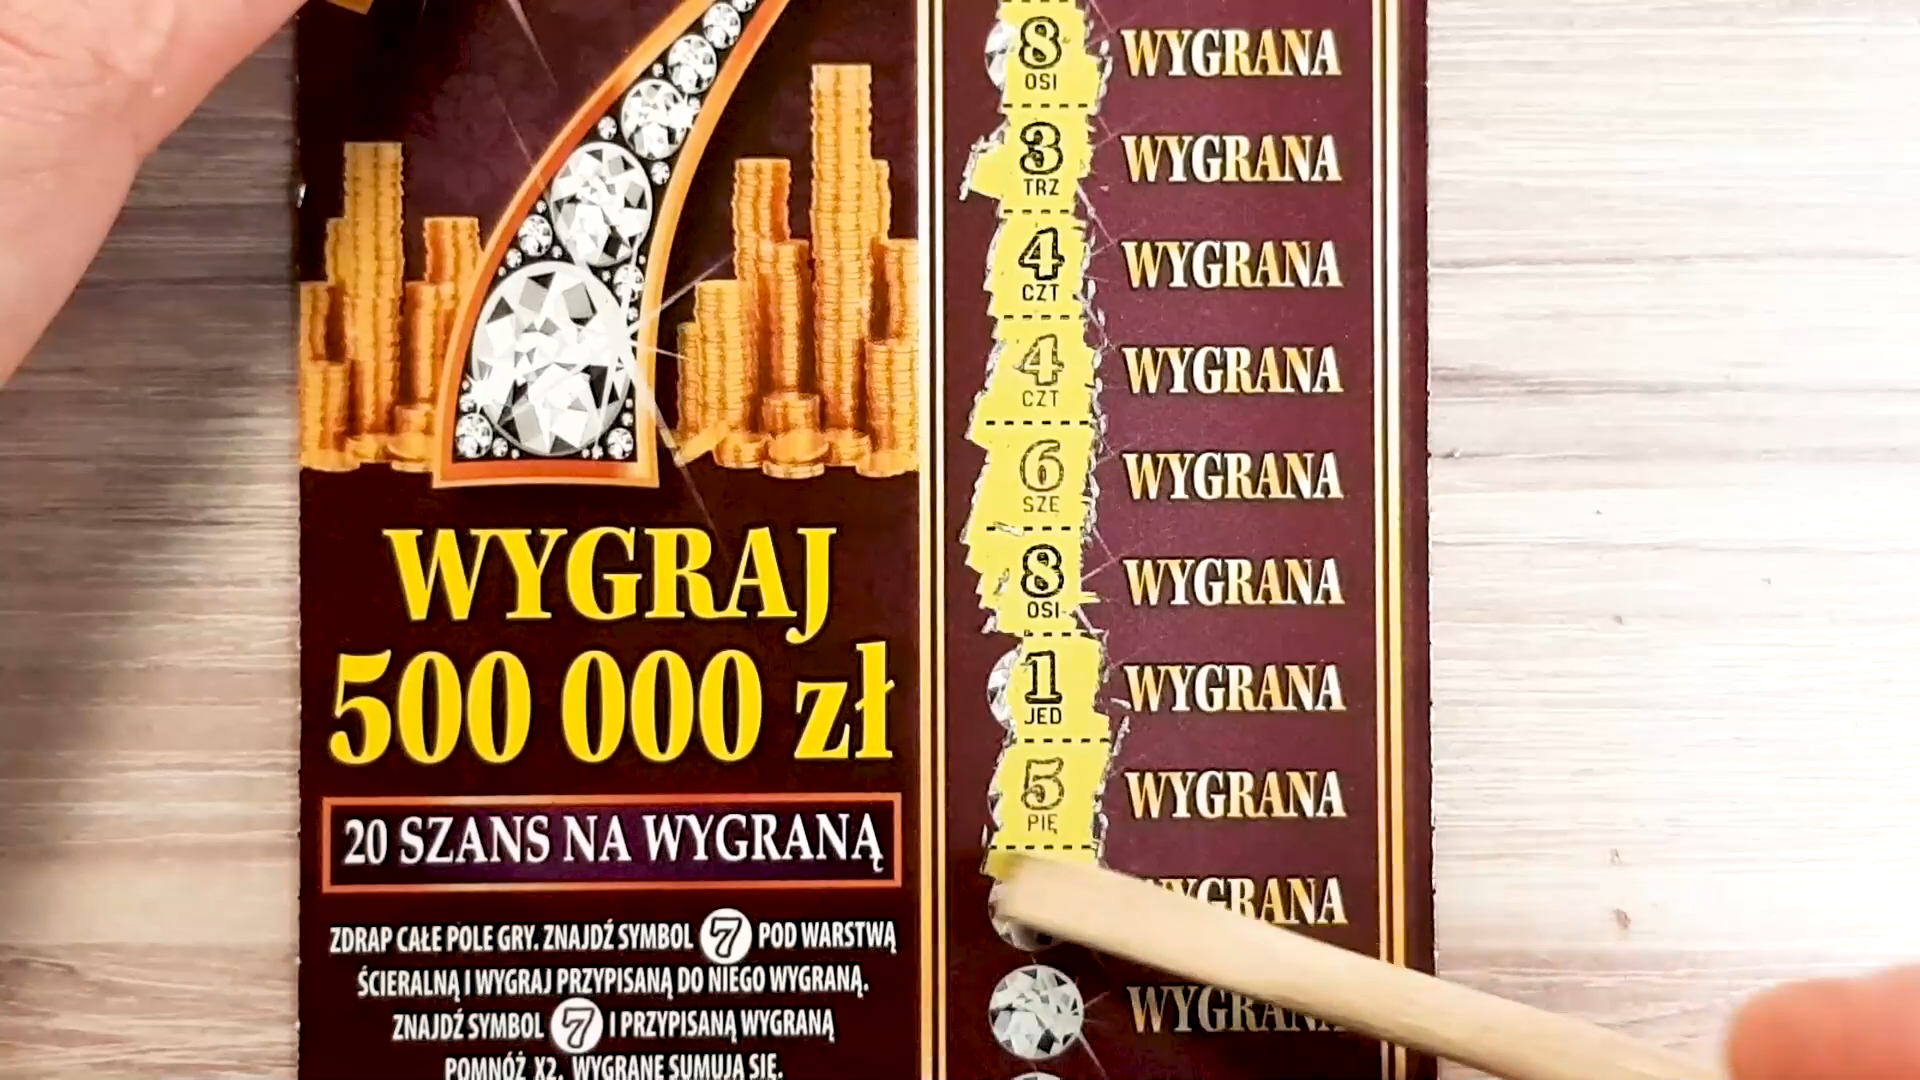 WYGRAJ
500 000 zł
20 SZANS NA WYGRANĄ
ZDRAP CAŁE POLE GRY. ZNAJDŹ SYMBOL 7 POD WARSTWĄ
ŚCIERALNĄ I WYGRAJ PRZYPISANĄ DO NIEGO WYGRANĄ.
ZNAJDŹ SYMBOL 7 I PRZYPISANĄ WYGRANĄ
POMNÓŻ X2. WYGRANE SUMUJĄ SIĘ.
8 WYGRANA
OSI
3 WYGRANA
TRZ
4 WYGRANA
CZT
4 WYGRANA
CZT
6 WYGRANA
SZE
8 WYGRANA
OSI
1 WYGRANA
JED
5 WYGRANA
PIĘ
WYGRANA
WYGRANA